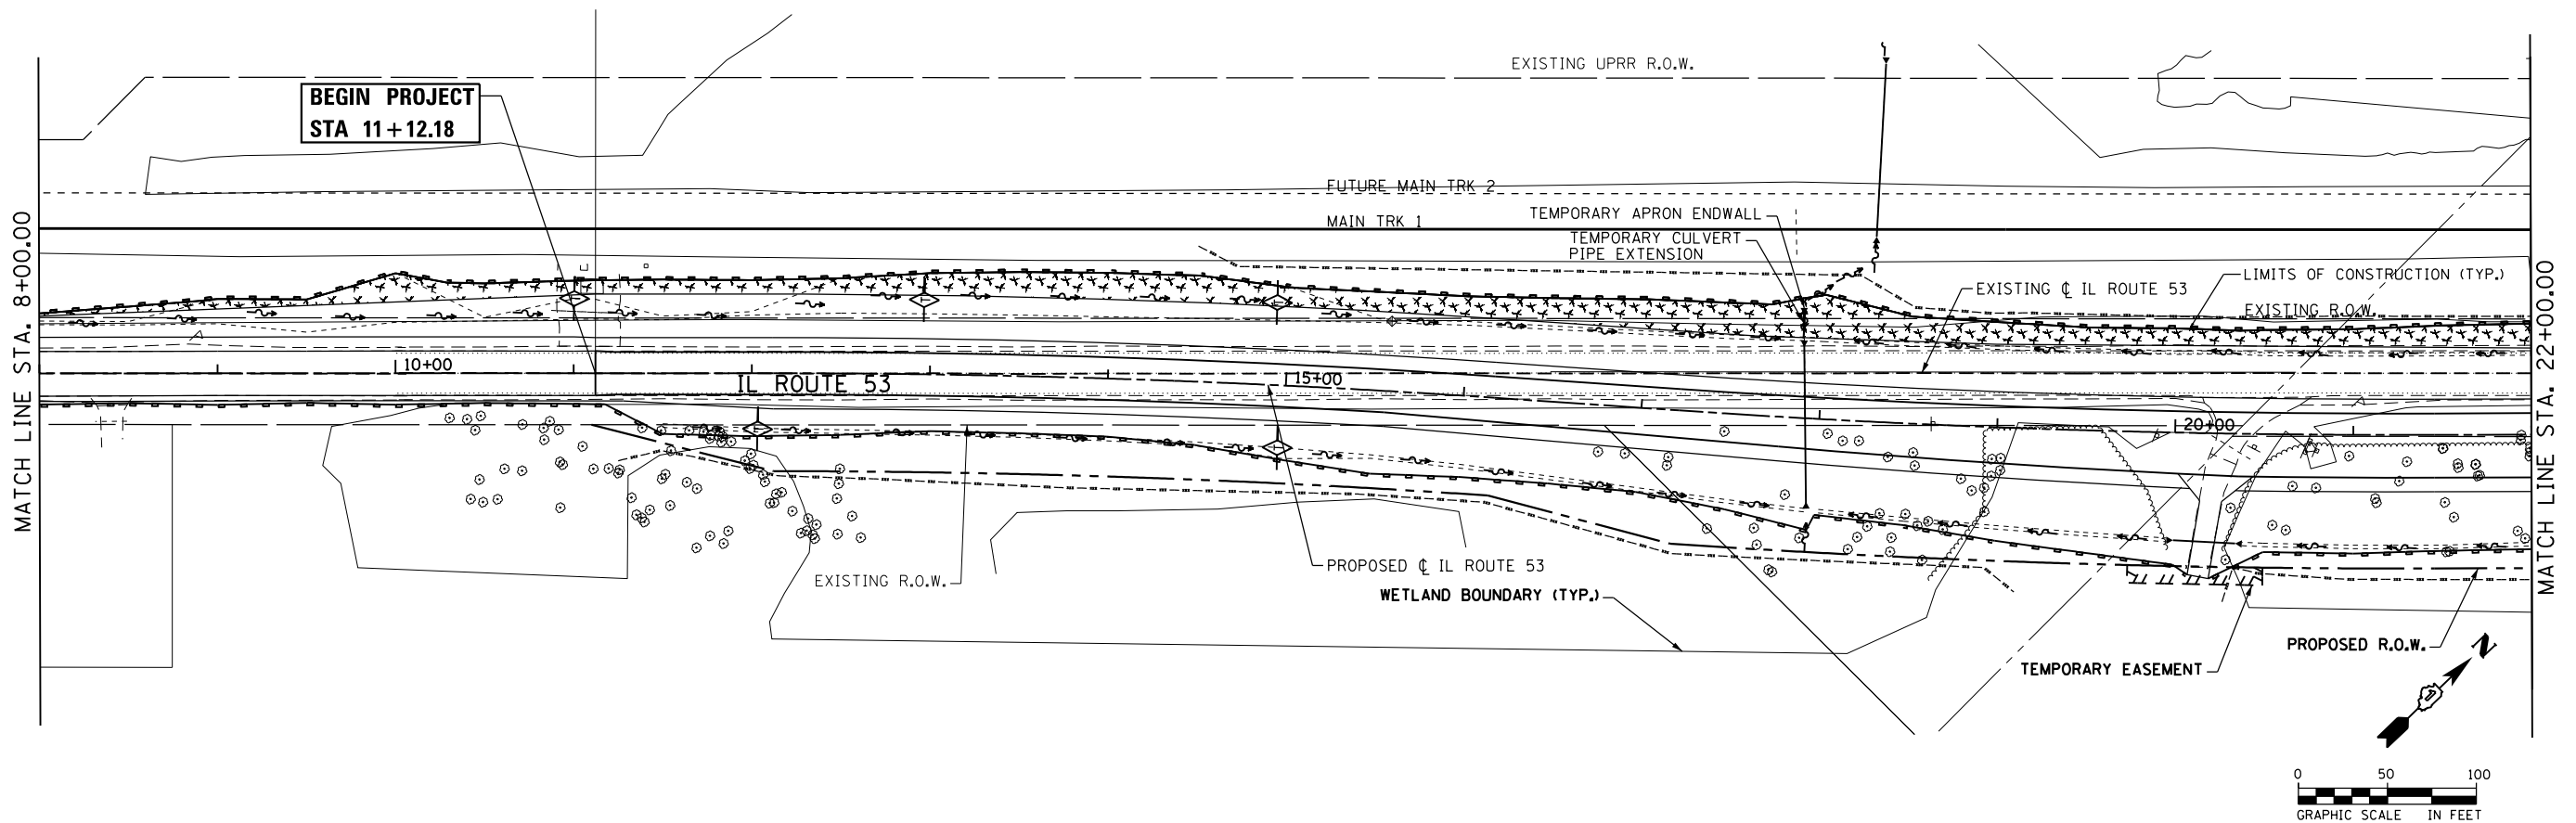 EXISTING UPRR R.O.W.
BEGIN PROJECT
STA 11+12.18
FUTURE MAIN TRK 2
MAIN TRK 1
TEMPORARY APRON ENDWALL
TEMPORARY CULVERT
PIPE EXTENSION
LIMITS OF CONSTRUCTION (TYP.)
EXISTING ℄ IL ROUTE 53
EXISTING R.O.W.
MATCH LINE STA. 8+00.00
MATCH LINE STA. 22+00.00
10+00
IL ROUTE 53
15+00
20+00
EXISTING R.O.W.
PROPOSED ℄ IL ROUTE 53
WETLAND BOUNDARY (TYP.)
PROPOSED R.O.W.
TEMPORARY EASEMENT
N
0 50 100
GRAPHIC SCALE IN FEET